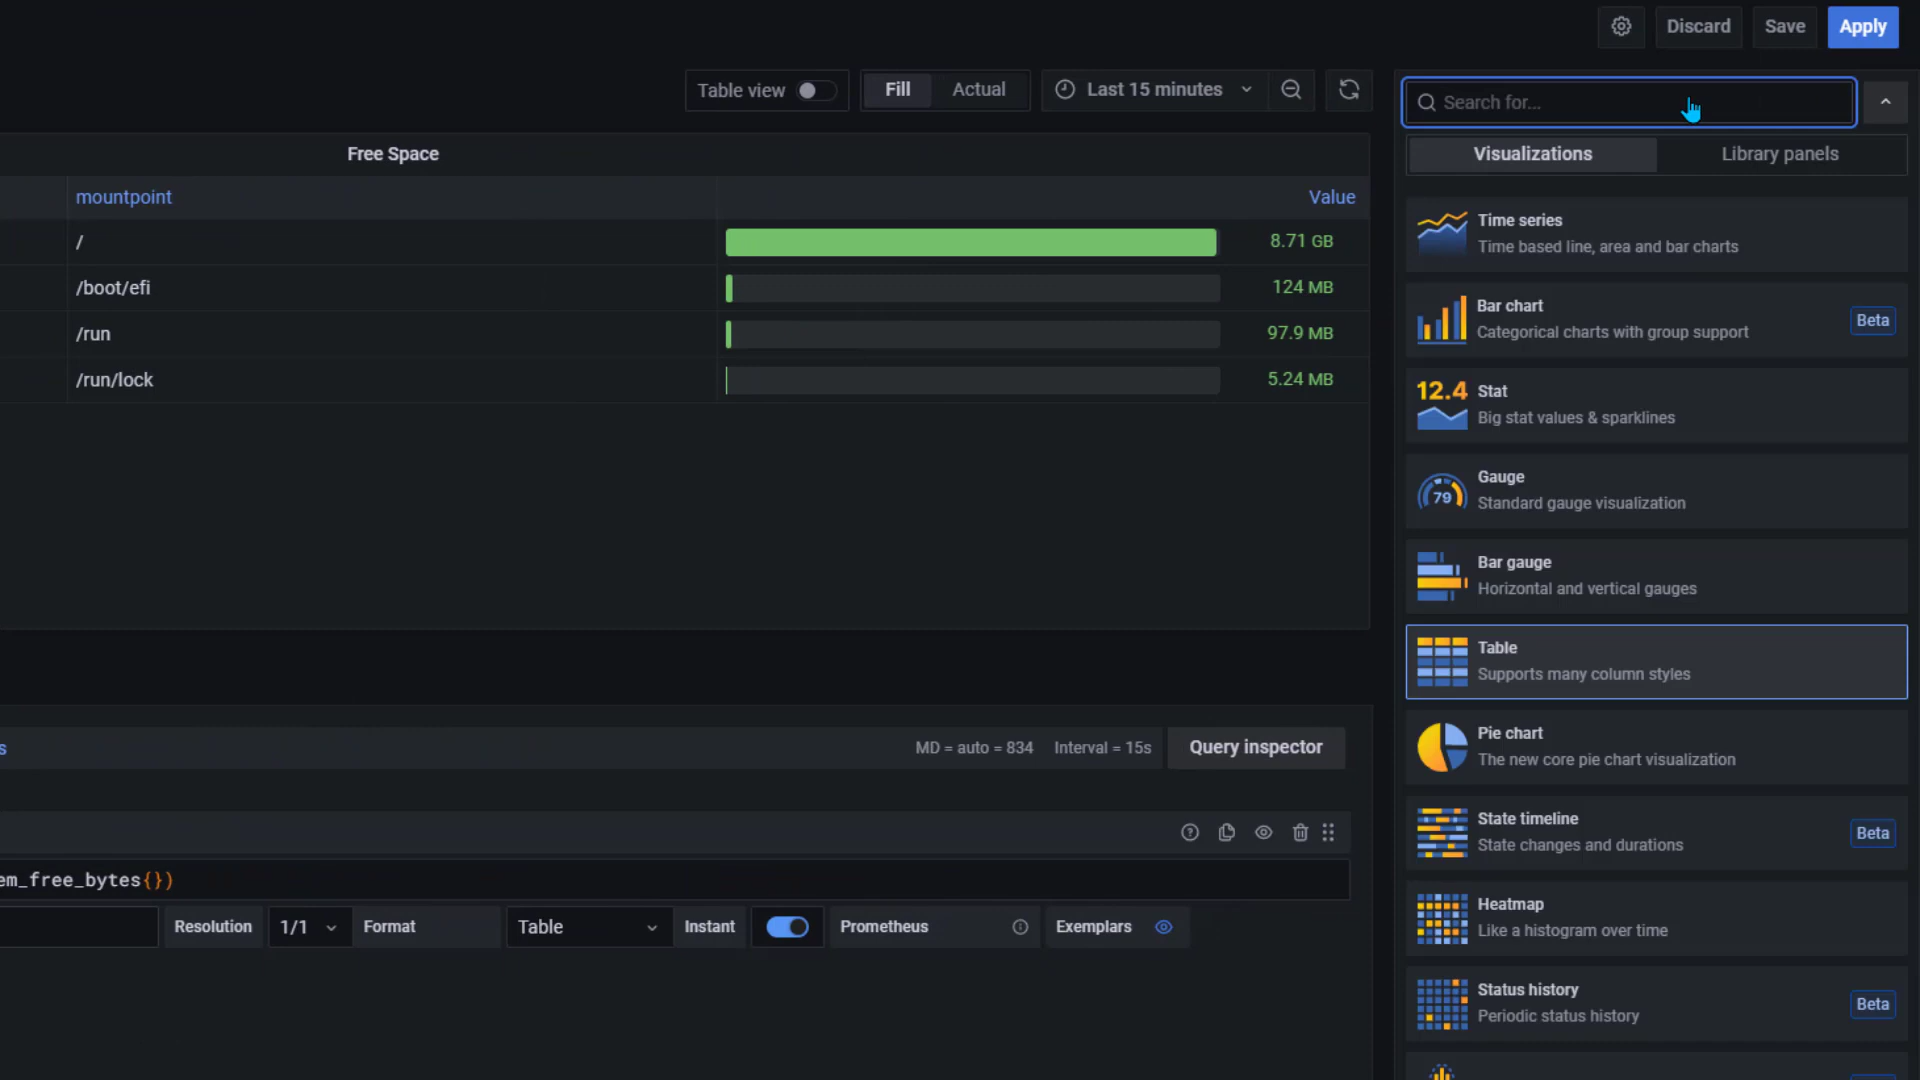 Discard Save Apply
Table view Fill Actual Last 15 minutes
Search for...
Visualizations Library panels
Free Space
mountpoint Value
/ 8.71 GB
/boot/efi 124 MB
/run 97.9 MB
/run/lock 5.24 MB
Time series
Time based line, area and bar charts
Bar chart
Categorical charts with group support
Beta
12.4 Stat
Big stat values & sparklines
Gauge
79
Standard gauge visualization
Bar gauge
Horizontal and vertical gauges
Table
Supports many column styles
Pie chart
The new core pie chart visualization
State timeline
State changes and durations
Beta
Heatmap
Like a histogram over time
Status history
Periodic status history
Beta
s MD = auto = 834 Interval = 15s Query inspector
em_free_bytes{})
Resolution 1/1 Format Table Instant Prometheus Exemplars